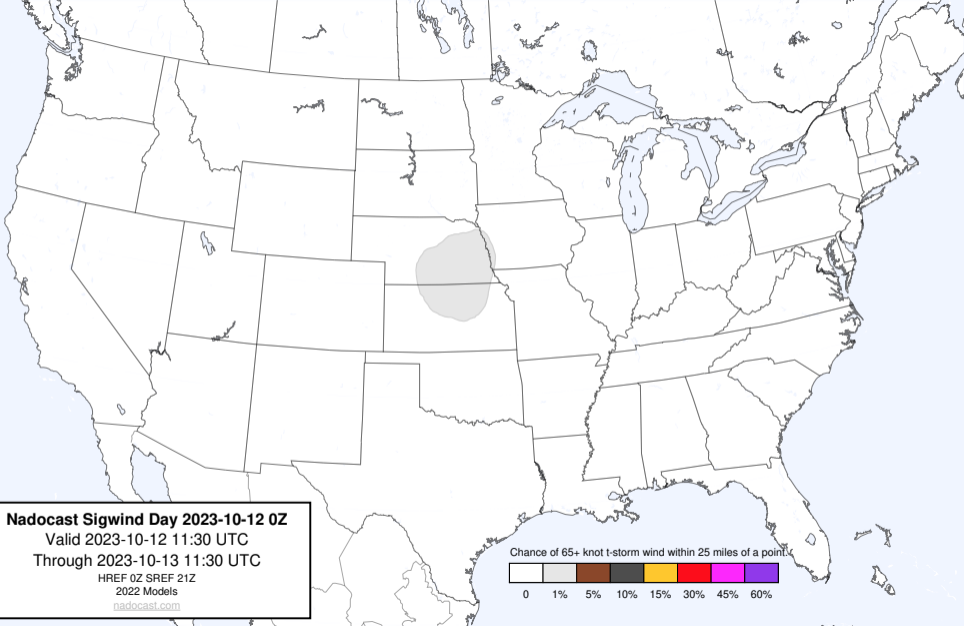 Nadocast Sigwind Day 2023-10-12 0Z
Valid 2023-10-12 11:30 UTC
Through 2023-10-13 11:30 UTC
HREF 0Z SREF 21Z
2022 Models
nadocast.com
Chance of 65+ knot t-storm wind within 25 miles of a point.
0 1% 5% 10% 15% 30% 45% 60%